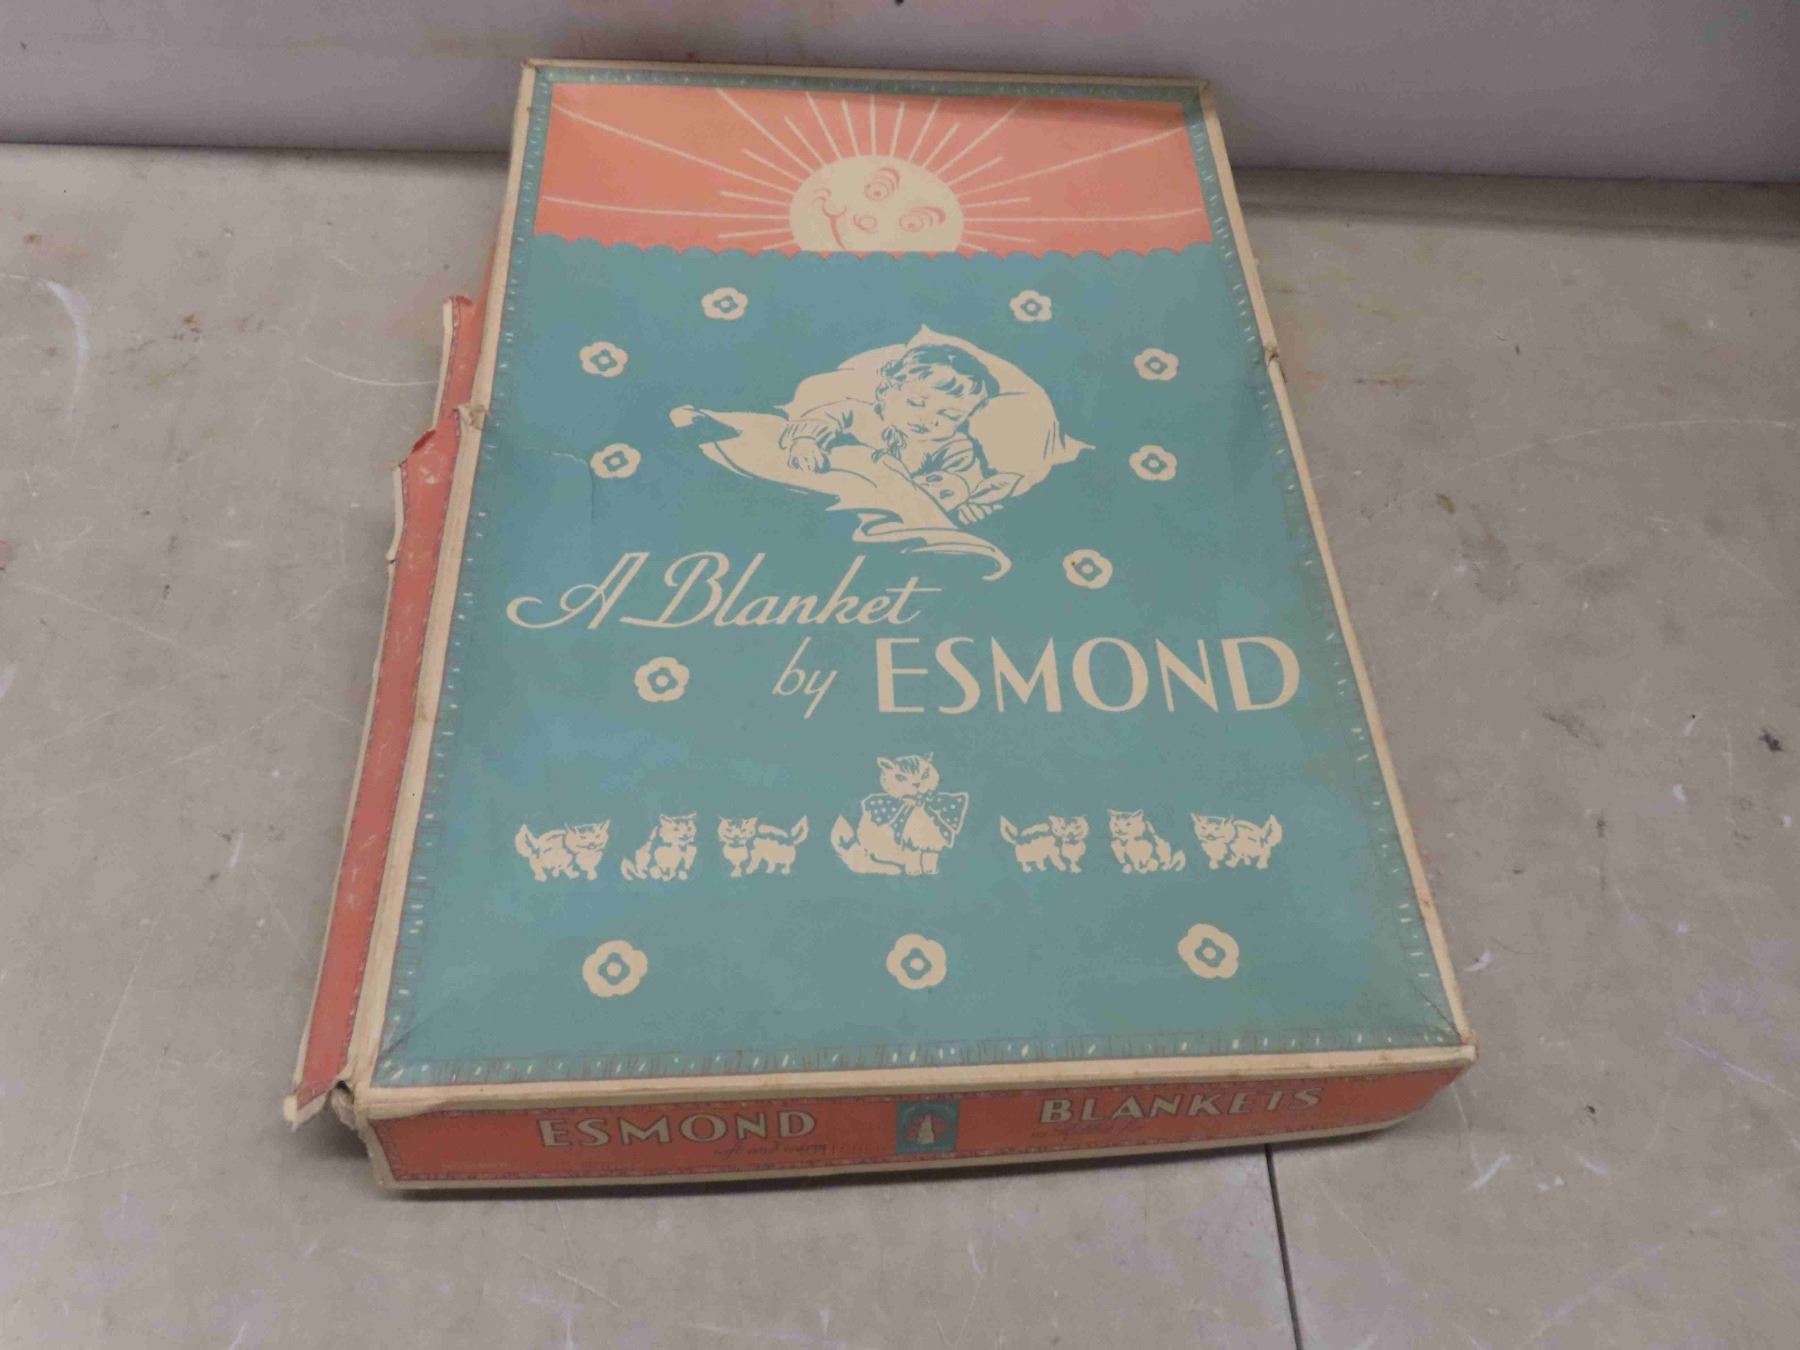 A Blanket
by ESMOND
ESMOND BLANKETS